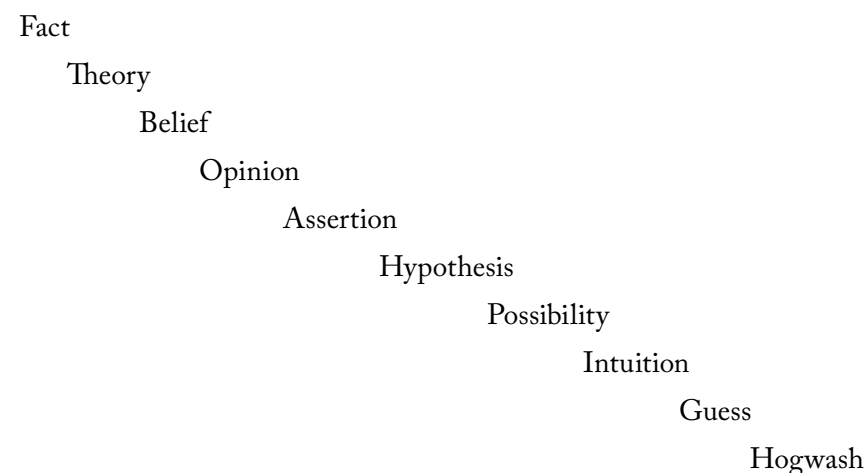 Fact
Theory
Belief
Opinion
Assertion
Hypothesis
Possibility
Intuition
Guess
Hogwash